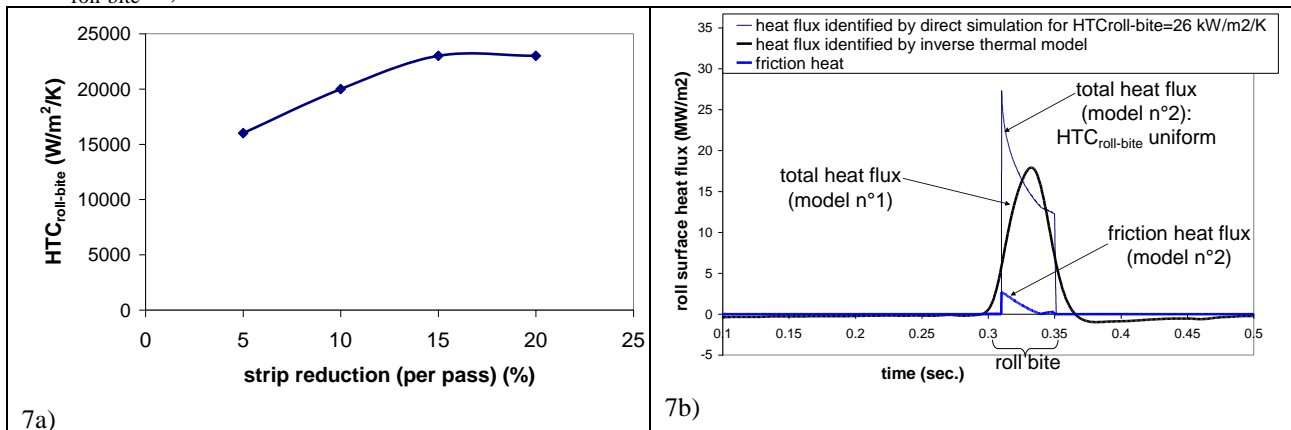 roll-bite
25000
20000
15000
10000
5000
0
HTCroll-bite (W/m²/K)
0 5 10 15 20 25
strip reduction (per pass) (%)
7a)
heat flux identified by direct simulation for HTCroll-bite=26 kW/m2/K
heat flux identified by inverse thermal model
friction heat
35
30
25
20
15
10
5
0
-5
roll surface heat flux (MW/m2)
total heat flux
(model n°2):
HTCroll-bite uniform
total heat flux
(model n°1)
friction heat flux
(model n°2)
0.1 0.15 0.2 0.25 0.3 0.35 0.4 0.45 0.5
roll bite
time (sec.)
7b)